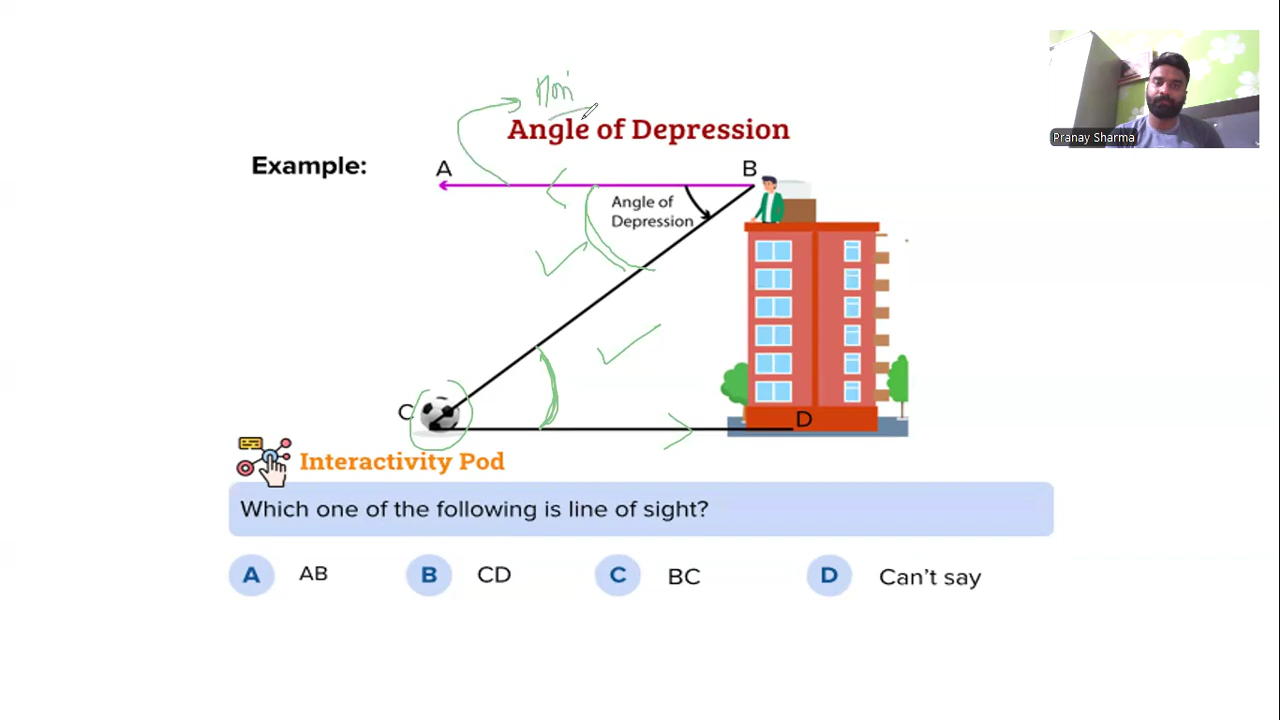 Hori
Angle of Depression
Pranay Sharma
Example:
A
B
Angle of
Depression
C
D
Interactivity Pod
Which one of the following is line of sight?
A AB
B CD
C BC
D Can't say